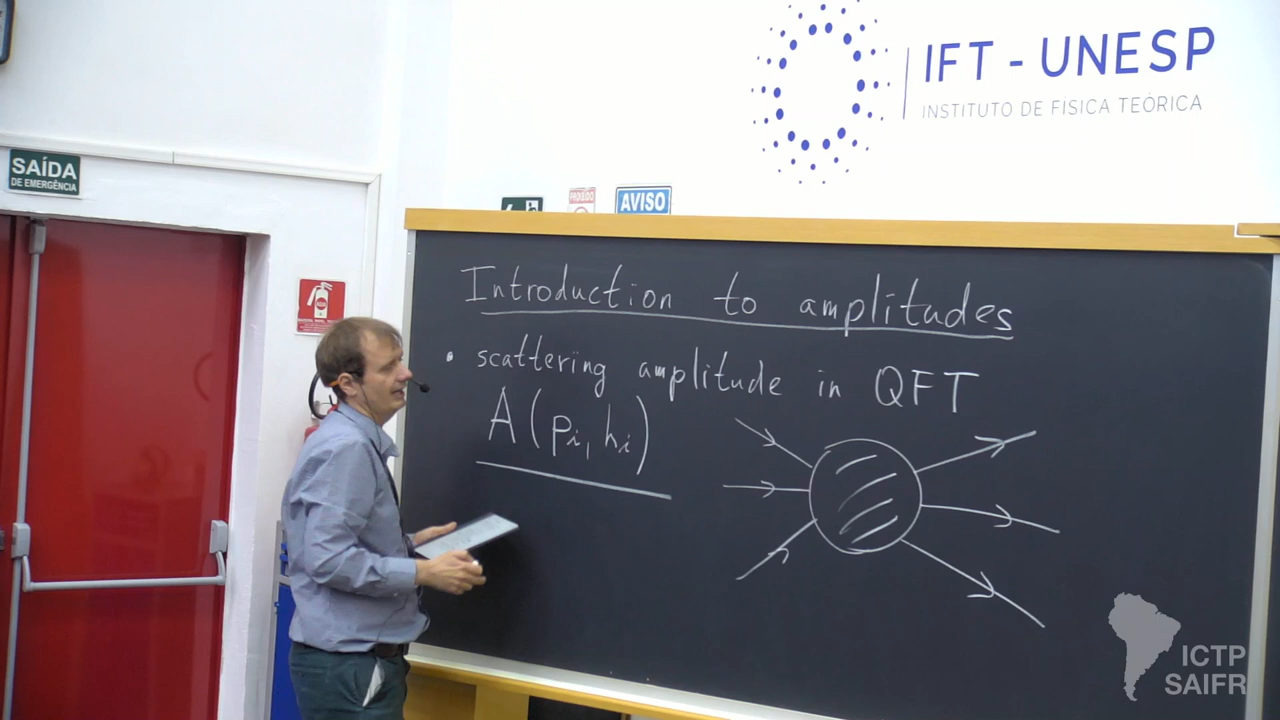 IFT - UNESP
INSTITUTO DE FÍSICA TEÓRICA
SAÍDA
DE EMERGÊNCIA
AVISO
Introduction to amplitudes
• scattering amplitude in QFT
A(pᵢ, hᵢ)
ICTP
SAIFR